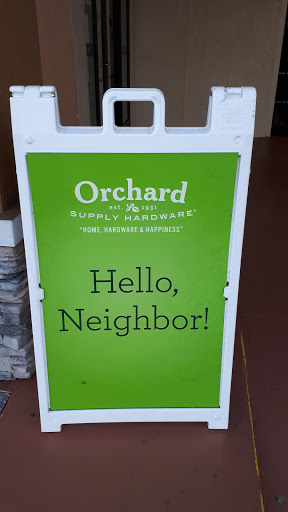 Orchard
est. 1931
SUPPLY HARDWARE®
"HOME, HARDWARE & HAPPINESS"
Hello,
Neighbor!